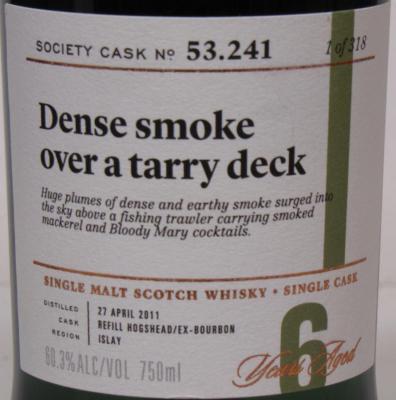 SOCIETY CASK Nº 53.241 1 of 318
Dense smoke
over a tarry deck
Huge plumes of dense and earthy smoke surged into
the sky above a fishing trawler carrying smoked
mackerel and Bloody Mary cocktails.
SINGLE MALT SCOTCH WHISKY • SINGLE CASK
DISTILLED 27 APRIL 2011
CASK REFILL HOGSHEAD/EX-BOURBON
REGION ISLAY
60.3%ALC/VOL 750ml
6
Years Aged